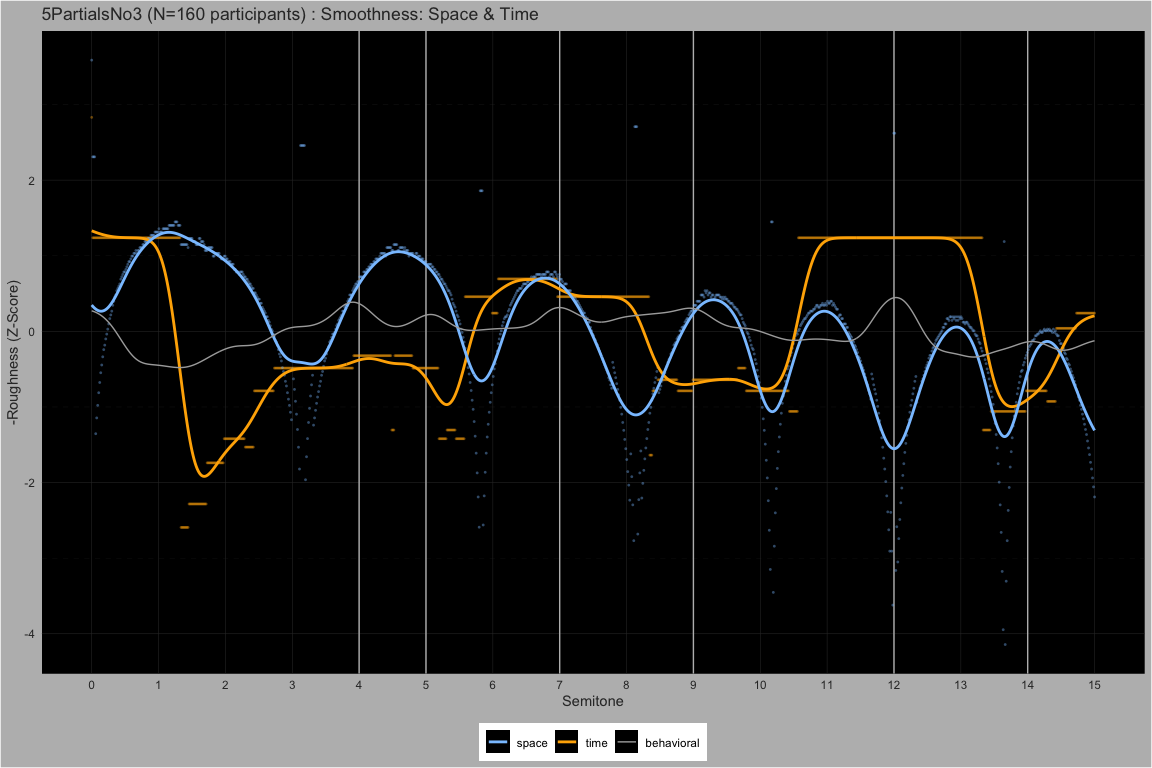 5PartialsNo3 (N=160 participants) : Smoothness: Space & Time
-Roughness (Z-Score)
2
0
-2
-4
0 1 2 3 4 5 6 7 8 9 10 11 12 13 14 15
Semitone
space time behavioral